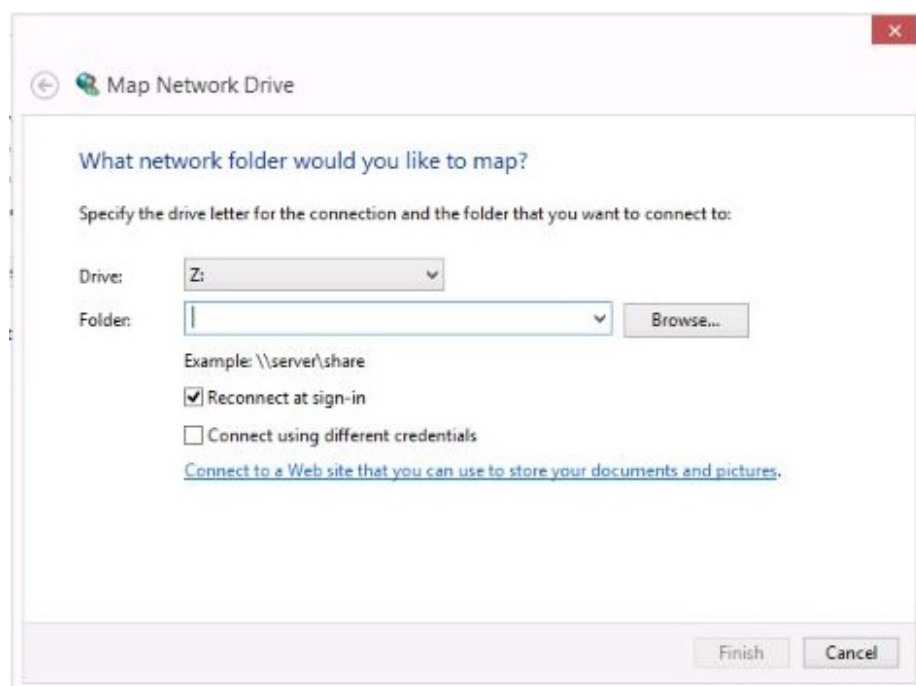 Map Network Drive
What network folder would you like to map?
Specify the drive letter for the connection and the folder that you want to connect to:
Drive: Z:
Folder: Browse...
Example: \\server\share
Reconnect at sign-in
Connect using different credentials
Connect to a Web site that you can use to store your documents and pictures.
Finish Cancel